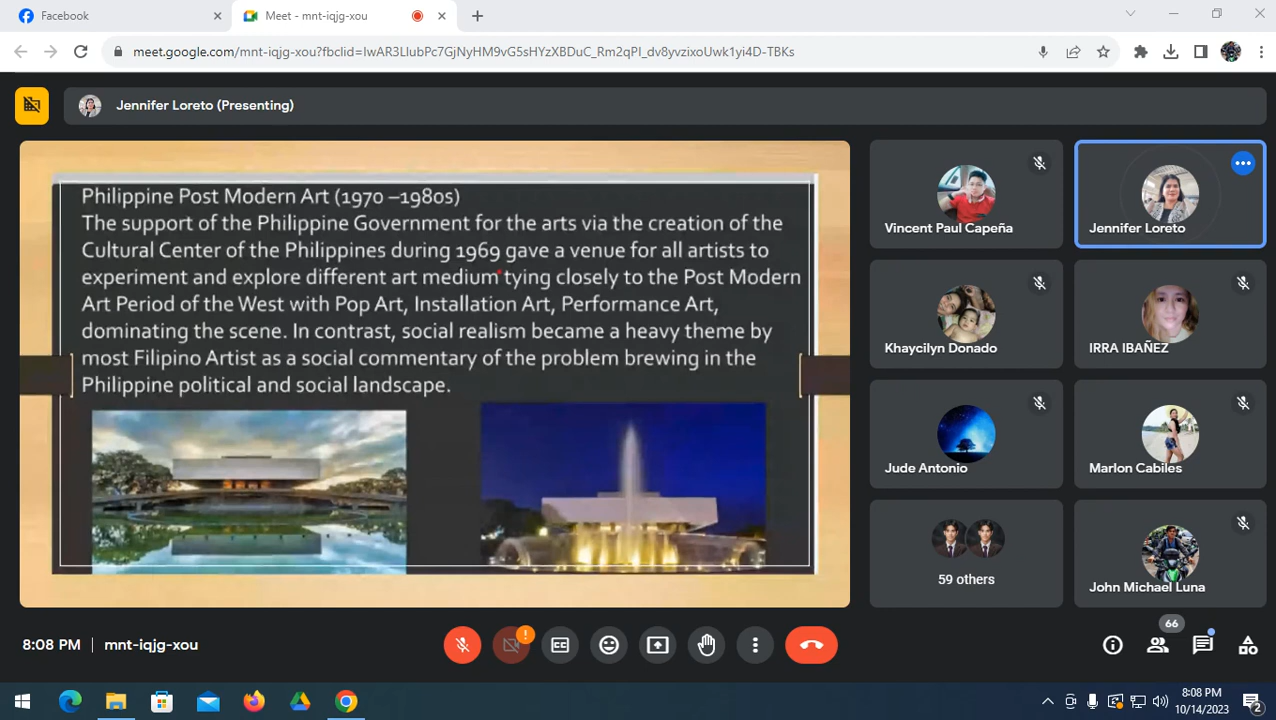 Facebook
Meet - mnt-iqjg-xou
meet.google.com/mnt-iqjg-xou?fbclid=IwAR3LlubPc7GjNyHM9vG5sHYzXBDuC_Rm2qPI_dv8yvzixoUwk1yi4D-TBKs
Jennifer Loreto (Presenting)
Philippine Post Modern Art (1970 –1980s)
The support of the Philippine Government for the arts via the creation of the
Cultural Center of the Philippines during 1969 gave a venue for all artists to
experiment and explore different art medium tying closely to the Post Modern
Art Period of the West with Pop Art, Installation Art, Performance Art,
dominating the scene. In contrast, social realism became a heavy theme by
most Filipino Artist as a social commentary of the problem brewing in the
Philippine political and social landscape.
Vincent Paul Capeña
Jennifer Loreto
Khaycilyn Donado
IRRA IBAÑEZ
Jude Antonio
Marlon Cabiles
59 others
John Michael Luna
8:08 PM | mnt-iqjg-xou
66
8:08 PM
10/14/2023
2